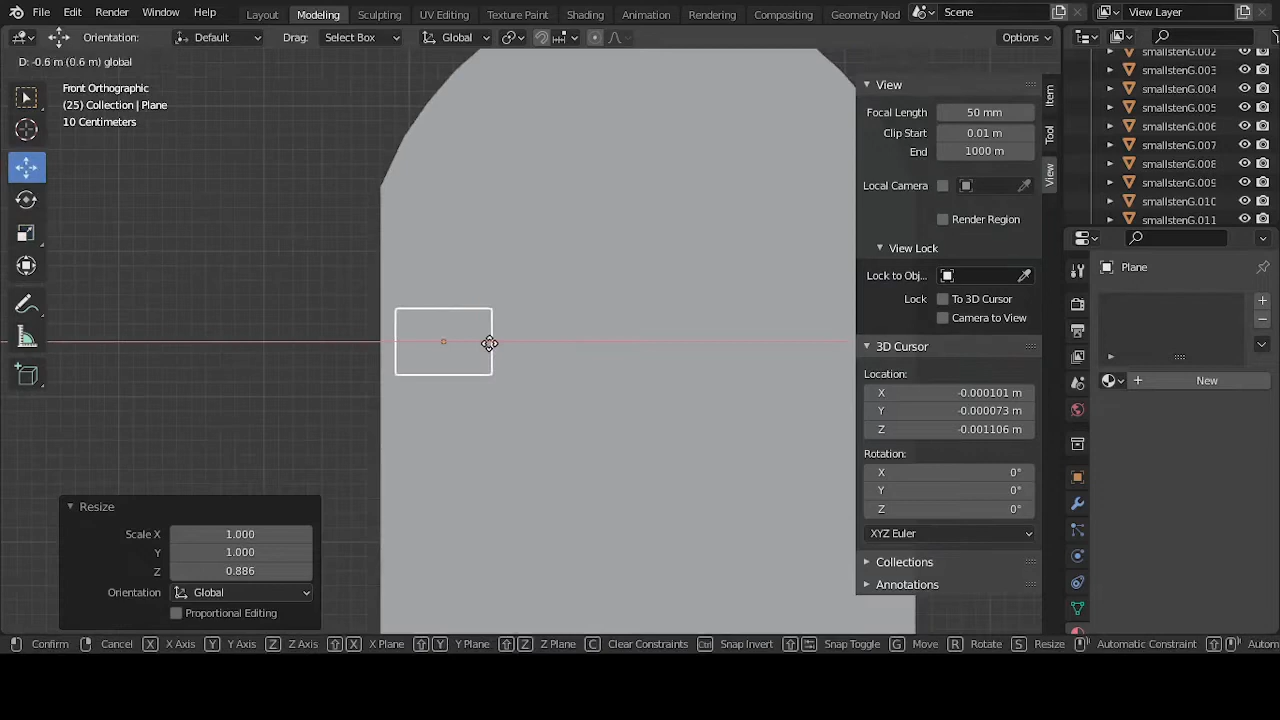 File Edit Render Window Help Layout Modeling Sculpting UV Editing Texture Paint Shading Animation Rendering Compositing Geometry Nod Scene View Layer
Orientation: Default Drag: Select Box Global Options
D: -0.6 m (0.6 m) global
Front Orthographic
(25) Collection | Plane
10 Centimeters
View
Focal Length 50 mm
Clip Start 0.01 m
End 1000 m
Local Camera
Render Region
View Lock
Lock to Obj...
Lock To 3D Cursor
Camera to View
3D Cursor
Location:
X -0.000101 m
Y -0.000073 m
Z -0.001106 m
Rotation:
X 0°
Y 0°
Z 0°
XYZ Euler
Collections
Annotations
Item
Tool
View
smallstenG.002
smallstenG.003
smallstenG.004
smallstenG.005
smallstenG.006
smallstenG.007
smallstenG.008
smallstenG.009
smallstenG.010
smallstenG.011
Plane
New
Resize
Scale X 1.000
Y 1.000
Z 0.886
Orientation Global
Proportional Editing
Confirm Cancel X X Axis Y Y Axis Z Z Axis X X Plane Y Y Plane Z Z Plane C Clear Constraints Ctrl Snap Invert Snap Toggle G Move R Rotate S Resize Automatic Constraint Autom